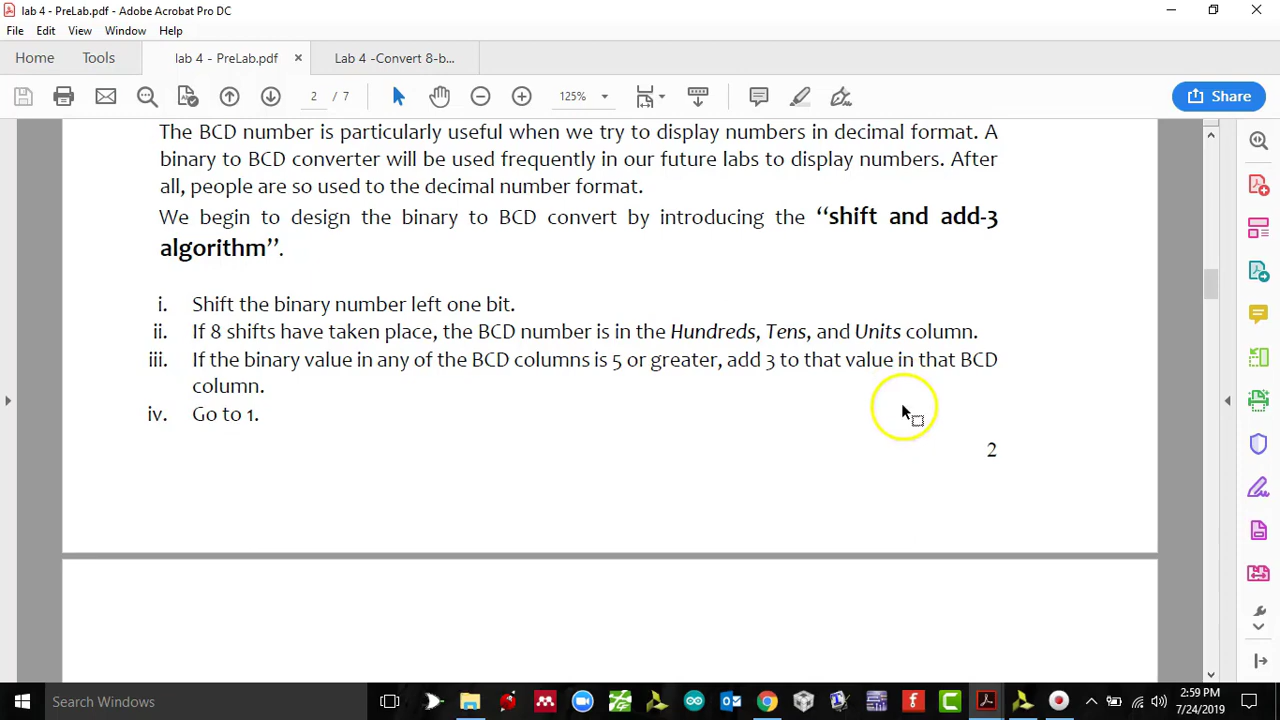 lab 4 - PreLab.pdf - Adobe Acrobat Pro DC
File Edit View Window Help
Home Tools lab 4 - PreLab.pdf × Lab 4 -Convert 8-b...
2 / 7 125% Share
The BCD number is particularly useful when we try to display numbers in decimal format. A
binary to BCD converter will be used frequently in our future labs to display numbers. After
all, people are so used to the decimal number format.
We begin to design the binary to BCD convert by introducing the “shift and add-3
algorithm”.
i. Shift the binary number left one bit.
ii. If 8 shifts have taken place, the BCD number is in the Hundreds, Tens, and Units column.
iii. If the binary value in any of the BCD columns is 5 or greater, add 3 to that value in that BCD
column.
iv. Go to 1.
2
Search Windows
2:59 PM
7/24/2019